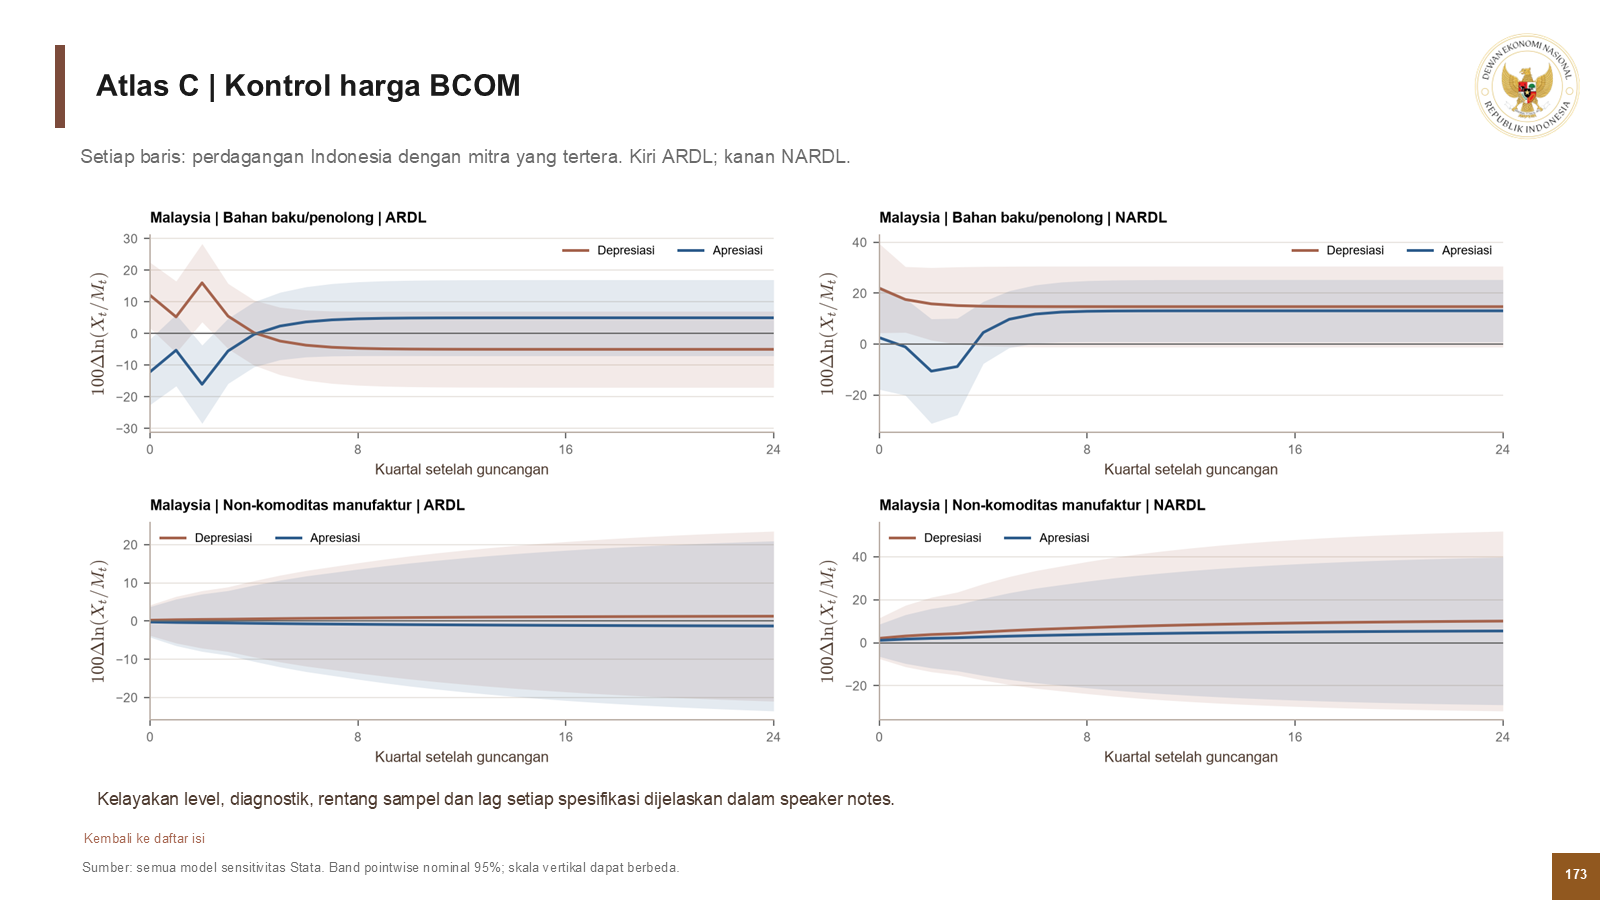 Atlas C | Kontrol harga BCOM
DEWAN EKONOMI NASIONAL
REPUBLIK INDONESIA
Setiap baris: perdagangan Indonesia dengan mitra yang tertera. Kiri ARDL; kanan NARDL.
Malaysia | Bahan baku/penolong | ARDL
Depresiasi Apresiasi
100Δln(Xₜ/Mₜ)
30
20
10
0
−10
−20
−30
0 8 16 24
Kuartal setelah guncangan
Malaysia | Bahan baku/penolong | NARDL
Depresiasi Apresiasi
100Δln(Xₜ/Mₜ)
40
20
0
−20
0 8 16 24
Kuartal setelah guncangan
Malaysia | Non-komoditas manufaktur | ARDL
Depresiasi Apresiasi
100Δln(Xₜ/Mₜ)
20
10
0
−10
−20
0 8 16 24
Kuartal setelah guncangan
Malaysia | Non-komoditas manufaktur | NARDL
Depresiasi Apresiasi
100Δln(Xₜ/Mₜ)
40
20
0
−20
0 8 16 24
Kuartal setelah guncangan
Kelayakan level, diagnostik, rentang sampel dan lag setiap spesifikasi dijelaskan dalam speaker notes.
Kembali ke daftar isi
Sumber: semua model sensitivitas Stata. Band pointwise nominal 95%; skala vertikal dapat berbeda.
173